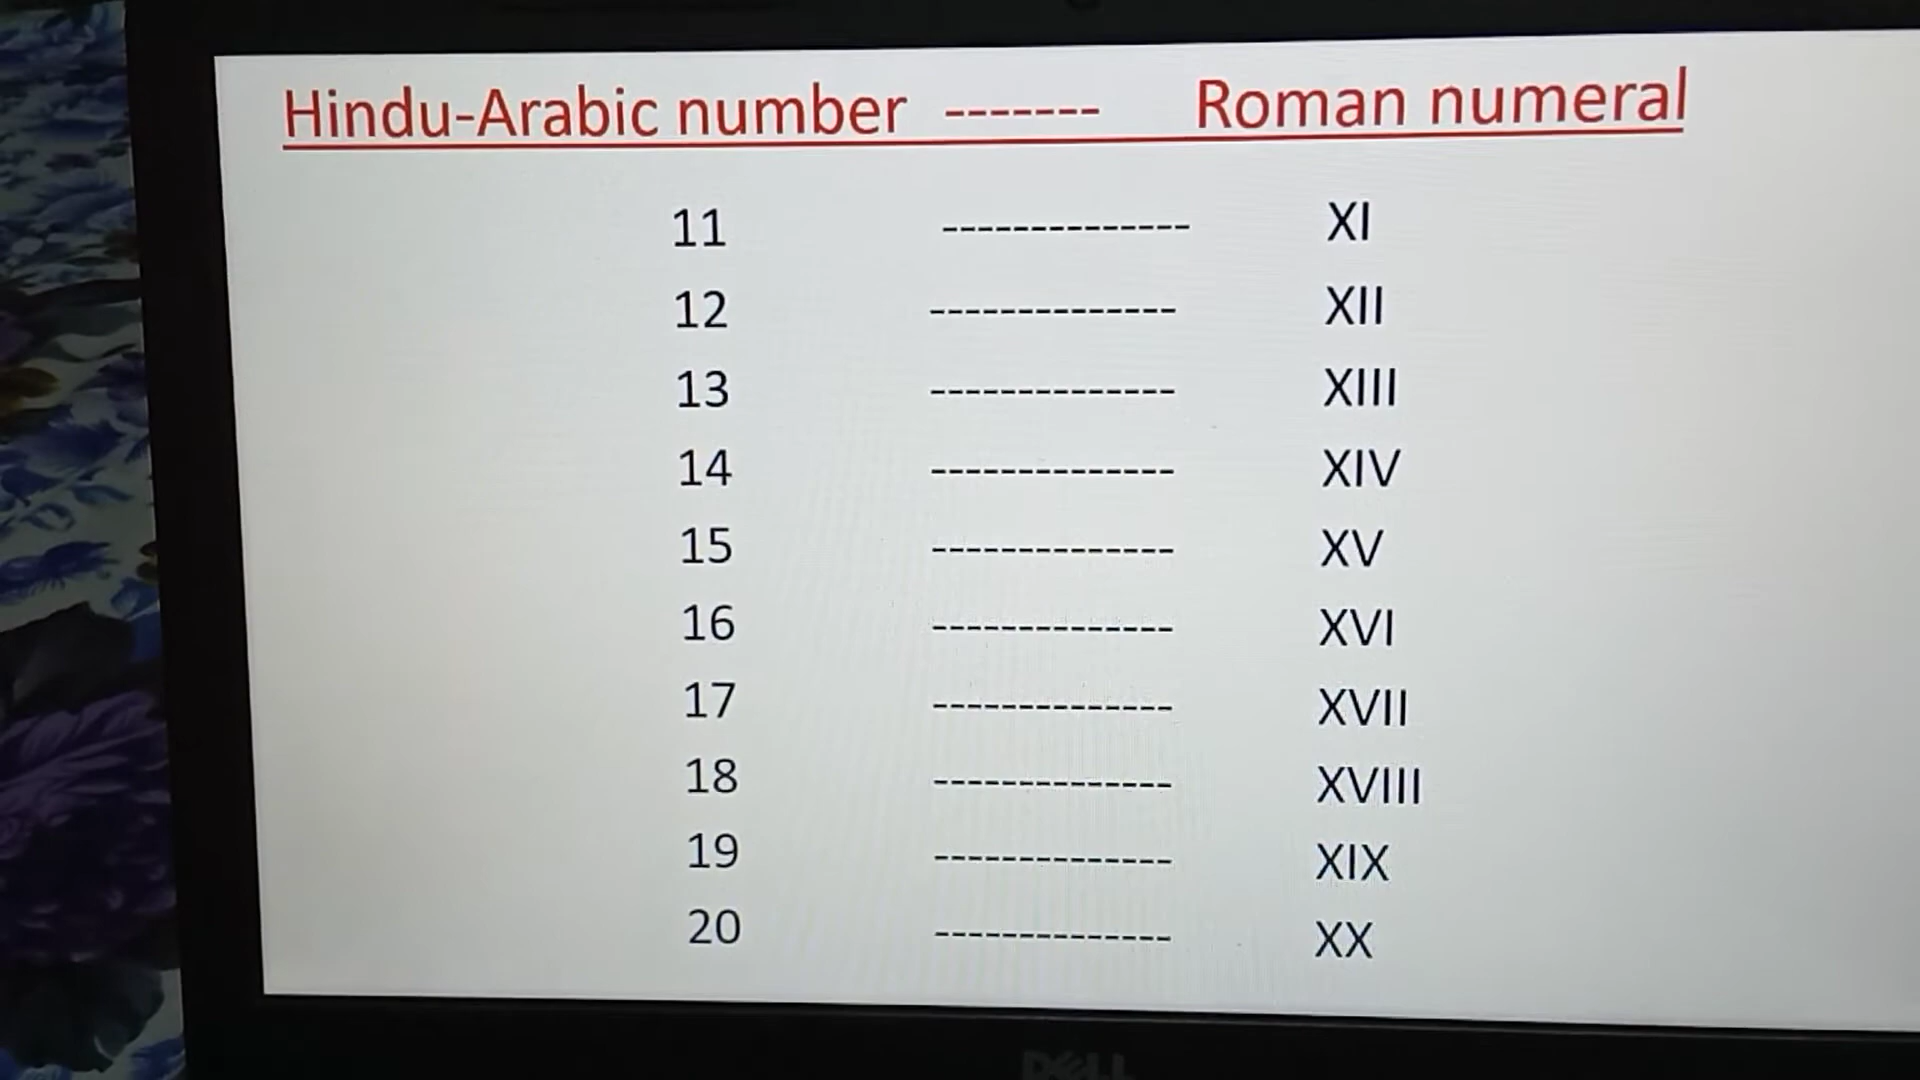 Hindu-Arabic number ------- Roman numeral
11 -------------- XI
12 -------------- XII
13 -------------- XIII
14 -------------- XIV
15 -------------- XV
16 -------------- XVI
17 -------------- XVII
18 -------------- XVIII
19 -------------- XIX
20 -------------- XX
DELL